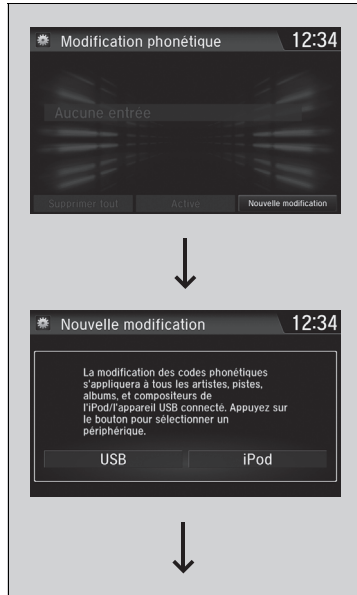 Modification phonétique 12:34
Aucune entrée
Supprimer tout Active Nouvelle modification
Nouvelle modification 12:34
La modification des codes phonétiques
s'appliquera à tous les artistes, pistes,
albums, et compositeurs de
l'iPod/l'appareil USB connecté. Appuyez sur
le bouton pour sélectionner un
périphérique.
USB iPod